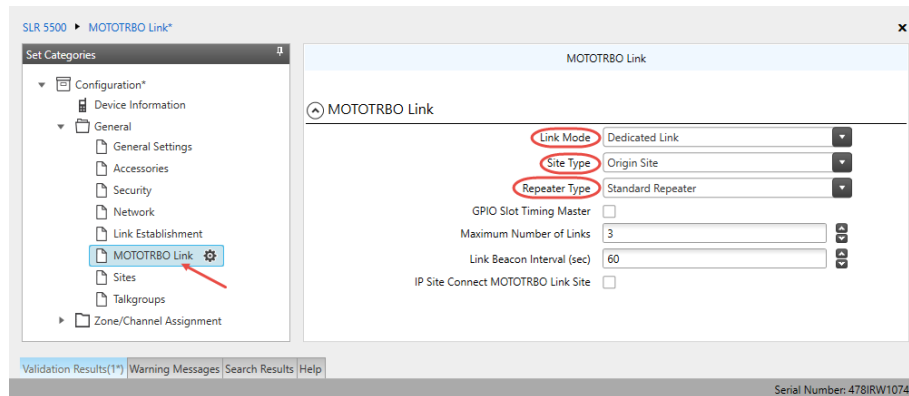 SLR 5500 ▸ MOTOTRBO Link*
x
Set Categories
Configuration*
Device Information
General
General Settings
Accessories
Security
Network
Link Establishment
MOTOTRBO Link
Sites
Talkgroups
Zone/Channel Assignment
MOTOTRBO Link
MOTOTRBO Link
Link Mode Dedicated Link
Site Type Origin Site
Repeater Type Standard Repeater
GPIO Slot Timing Master
Maximum Number of Links 3
Link Beacon Interval (sec) 60
IP Site Connect MOTOTRBO Link Site
Validation Results(1*) Warning Messages Search Results Help
Serial Number: 478IRW1074